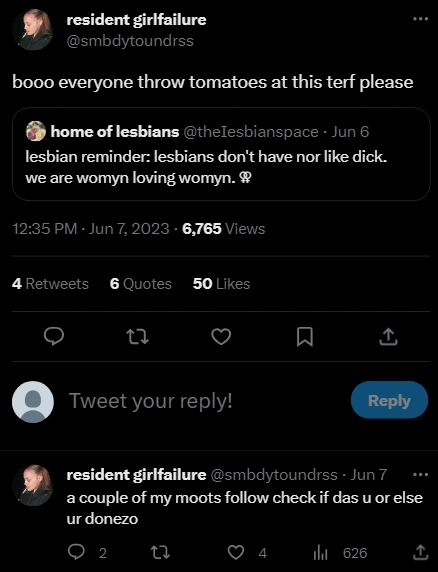 resident girlfailure
@smbdytoundrss
booo everyone throw tomatoes at this terf please
home of lesbians @theIesbianspace · Jun 6
lesbian reminder: lesbians don't have nor like dick.
we are womyn loving womyn. ⚢
12:35 PM · Jun 7, 2023 · 6,765 Views
4 Retweets 6 Quotes 50 Likes
Tweet your reply!
Reply
resident girlfailure @smbdytoundrss · Jun 7
a couple of my moots follow check if das u or else
ur donezo
2 4 626